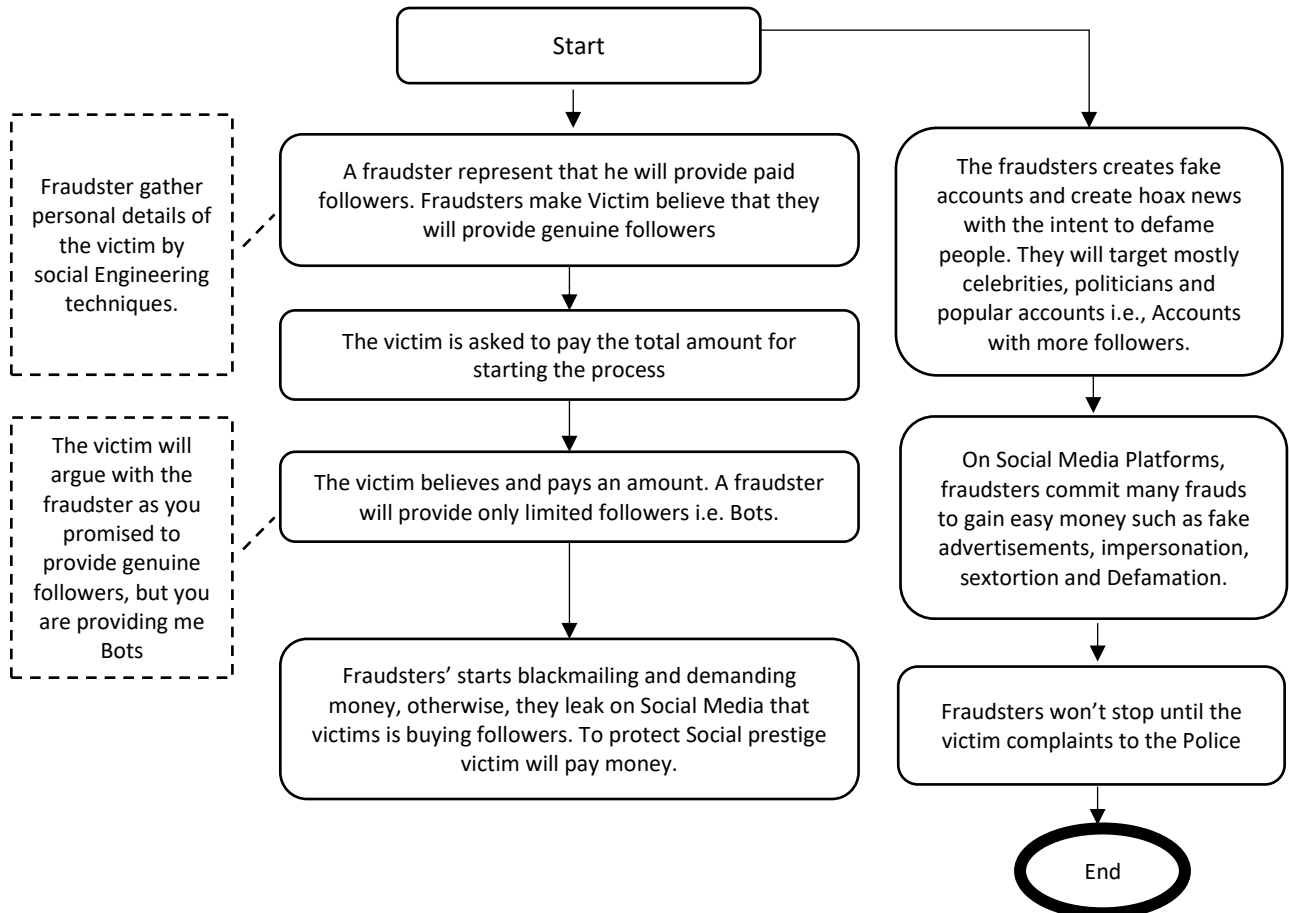 Start
Fraudster gather
personal details of
the victim by
social Engineering
techniques.
A fraudster represent that he will provide paid
followers. Fraudsters make Victim believe that they
will provide genuine followers
The victim is asked to pay the total amount for
starting the process
The victim will
argue with the
fraudster as you
promised to
provide genuine
followers, but you
are providing me
Bots
The victim believes and pays an amount. A fraudster
will provide only limited followers i.e. Bots.
Fraudsters’ starts blackmailing and demanding
money, otherwise, they leak on Social Media that
victims is buying followers. To protect Social prestige
victim will pay money.
The fraudsters creates fake
accounts and create hoax news
with the intent to defame
people. They will target mostly
celebrities, politicians and
popular accounts i.e., Accounts
with more followers.
On Social Media Platforms,
fraudsters commit many frauds
to gain easy money such as fake
advertisements, impersonation,
sextortion and Defamation.
Fraudsters won’t stop until the
victim complaints to the Police
End